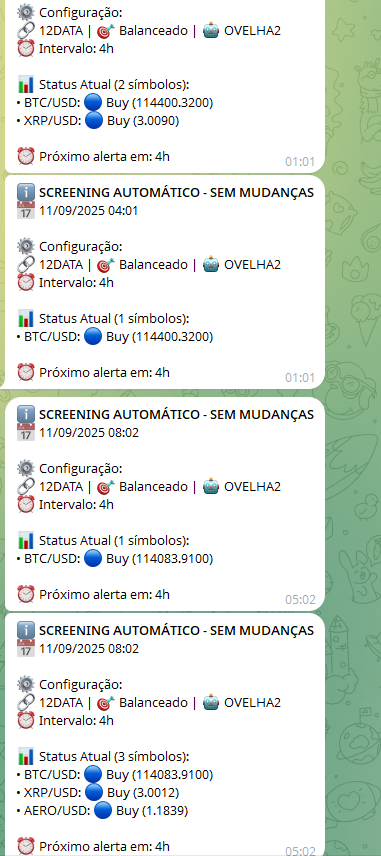 Configuração:
12DATA | Balanceado | OVELHA2
Intervalo: 4h
Status Atual (2 símbolos):
• BTC/USD: Buy (114400.3200)
• XRP/USD: Buy (3.0090)
Próximo alerta em: 4h
01:01
SCREENING AUTOMÁTICO - SEM MUDANÇAS
11/09/2025 04:01
Configuração:
12DATA | Balanceado | OVELHA2
Intervalo: 4h
Status Atual (1 símbolos):
• BTC/USD: Buy (114400.3200)
Próximo alerta em: 4h
01:01
SCREENING AUTOMÁTICO - SEM MUDANÇAS
11/09/2025 08:02
Configuração:
12DATA | Balanceado | OVELHA2
Intervalo: 4h
Status Atual (1 símbolos):
• BTC/USD: Buy (114083.9100)
Próximo alerta em: 4h
05:02
SCREENING AUTOMÁTICO - SEM MUDANÇAS
11/09/2025 08:02
Configuração:
12DATA | Balanceado | OVELHA2
Intervalo: 4h
Status Atual (3 símbolos):
• BTC/USD: Buy (114083.9100)
• XRP/USD: Buy (3.0012)
• AERO/USD: Buy (1.1839)
Próximo alerta em: 4h
05:02